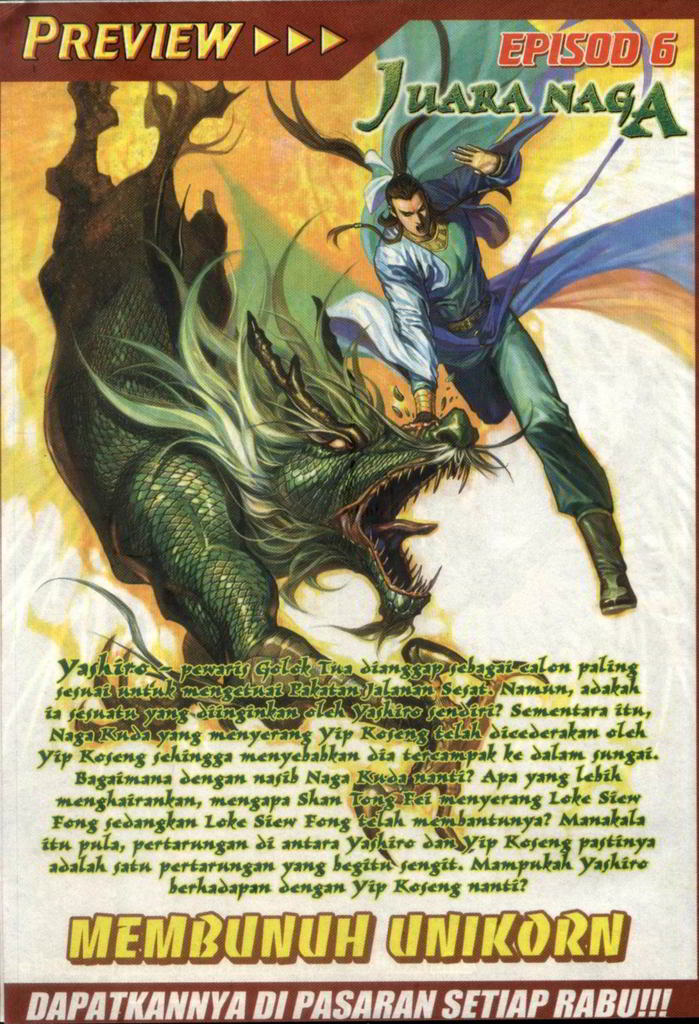 PREVIEW
EPISOD 6
JUARA NAGA
Yashiro – pewaris Golok Tua dianggap sebagai calon paling
sesuai untuk mengetuai Pakatan Jalanan Sesat. Namun, adakah
ia sesuatu yang diinginkan oleh Yashiro sendiri? Sementara itu,
Naga Kuda yang menyerang Yip Koseng telah dicederakan oleh
Yip Koseng sehingga menyebabkan dia tercampak ke dalam sungai.
Bagaimana dengan nasib Naga Kuda nanti? Apa yang lebih
menghairankan, mengapa Shan Tong Fei menyerang Loke Siew
Fong sedangkan Loke Siew Fong telah membantunya? Manakala
itu pula, pertarungan di antara Yashiro dan Yip Koseng pastinya
adalah satu pertarungan yang begitu sengit. Mampukah Yashiro
berhadapan dengan Yip Koseng nanti?
MEMBUNUH UNIKORN
DAPATKANNYA DI PASARAN SETIAP RABU!!!